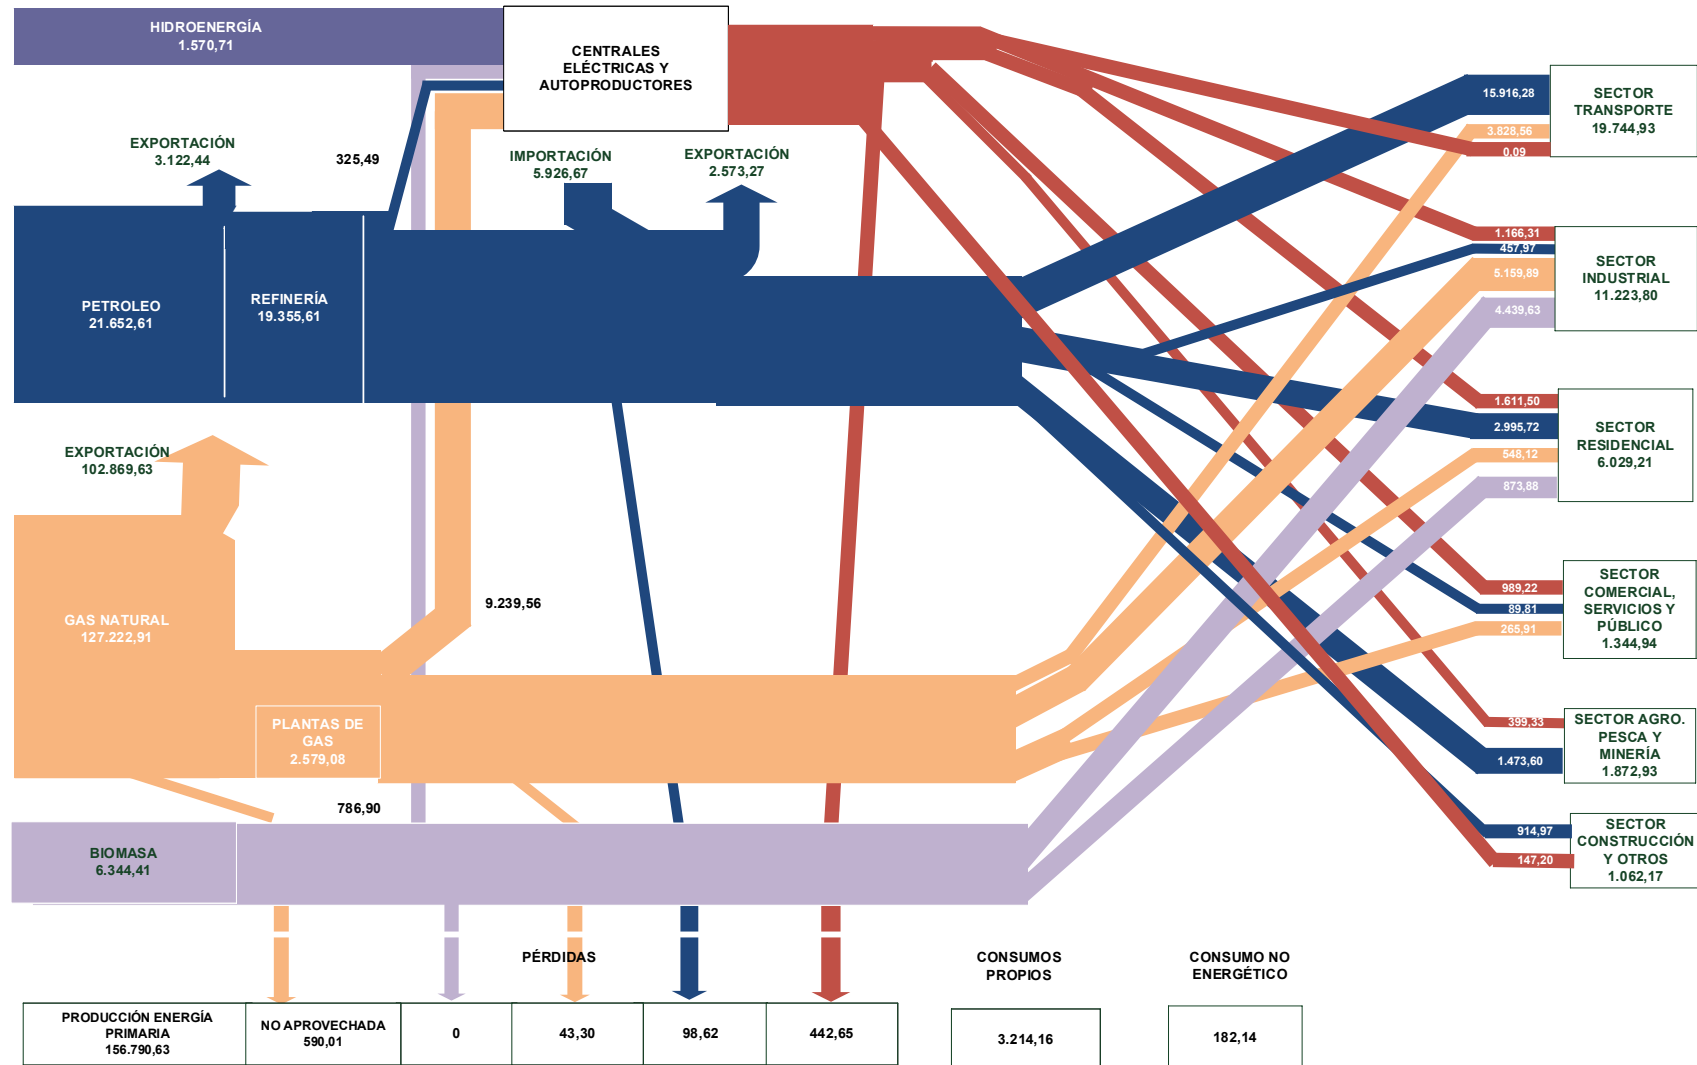 HIDROENERGÍA
1.570,71
CENTRALES
ELÉCTRICAS Y
AUTOPRODUCTORES
EXPORTACIÓN
3.122,44
325,49
IMPORTACIÓN
5.926,67
EXPORTACIÓN
2.573,27
PETROLEO
21.652,61
REFINERÍA
19.355,61
EXPORTACIÓN
102.869,63
GAS NATURAL
127.222,91
9.239,56
PLANTAS DE
GAS
2.579,08
786,90
BIOMASA
6.344,41
15.916,28
3.828,56
0,09
SECTOR
TRANSPORTE
19.744,93
1.166,31
457,97
5.159,89
4.439,63
SECTOR
INDUSTRIAL
11.223,80
1.611,50
2.995,72
548,12
873,88
SECTOR
RESIDENCIAL
6.029,21
989,22
89,81
265,91
SECTOR
COMERCIAL,
SERVICIOS Y
PÚBLICO
1.344,94
399,33
1.473,60
SECTOR AGRO.
PESCA Y
MINERÍA
1.872,93
914,97
147,20
SECTOR
CONSTRUCCIÓN
Y OTROS
1.062,17
PÉRDIDAS
CONSUMOS
PROPIOS
CONSUMO NO
ENERGÉTICO
PRODUCCIÓN ENERGÍA
PRIMARIA
156.790,63
NO APROVECHADA
590,01
0
43,30
98,62
442,65
3.214,16
182,14